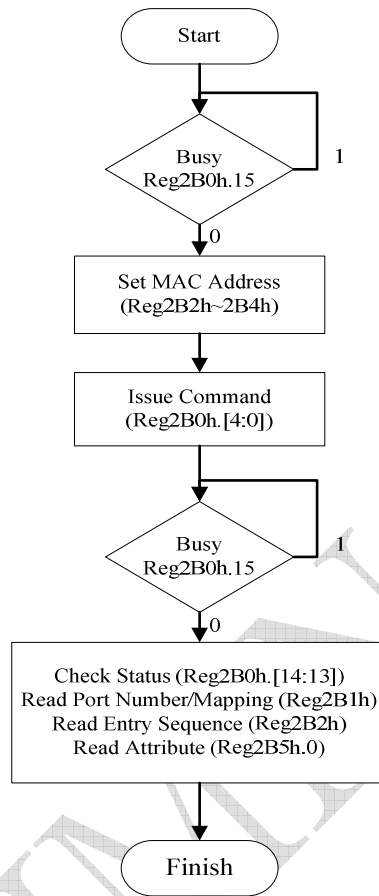 Start
Busy
Reg2B0h.15
1
0
Set MAC Address
(Reg2B2h~2B4h)
Issue Command
(Reg2B0h.[4:0])
Busy
Reg2B0h.15
1
0
Check Status (Reg2B0h.[14:13])
Read Port Number/Mapping (Reg2B1h)
Read Entry Sequence (Reg2B2h)
Read Attribute (Reg2B5h.0)
Finish